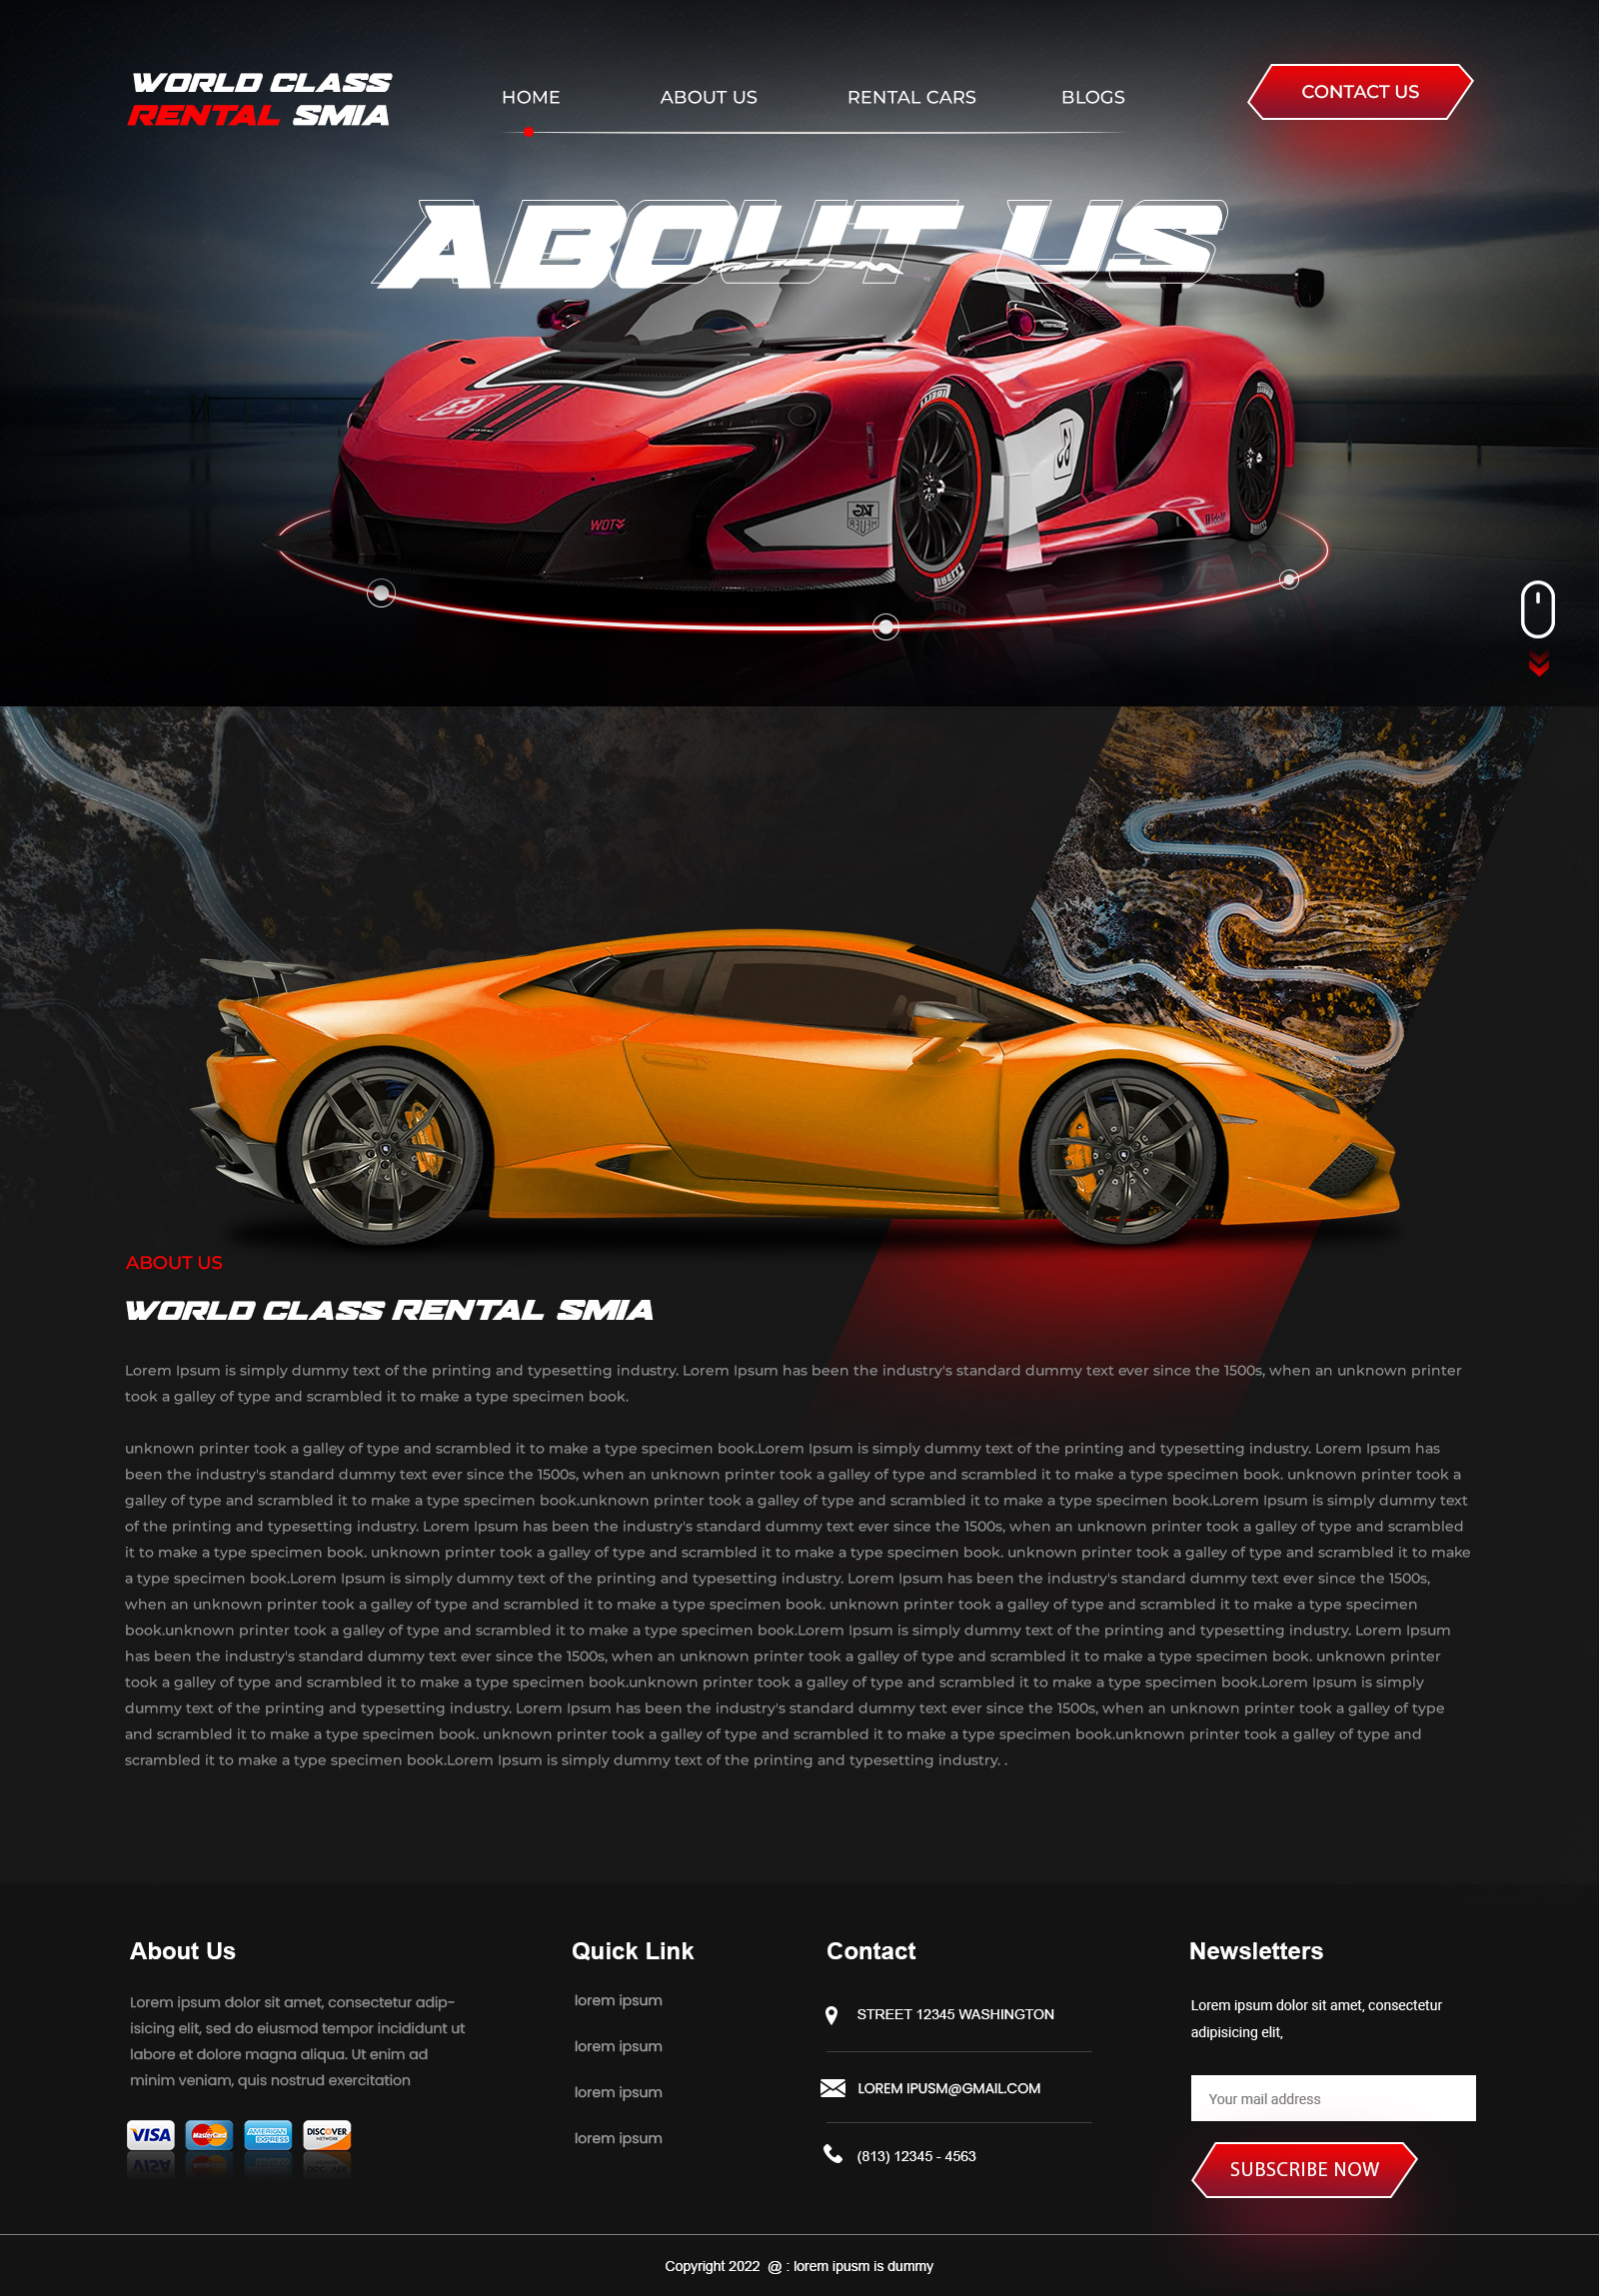 WORLD CLASS
RENTAL SMIA
HOME
ABOUT US
RENTAL CARS
BLOGS
CONTACT US
ABOUT US
PIRELLI
TAG
HEUER
ABOUT US
WORLD CLASS RENTAL SMIA
Lorem Ipsum is simply dummy text of the printing and typesetting industry. Lorem Ipsum has been the industry's standard dummy text ever since the 1500s, when an unknown printer
took a galley of type and scrambled it to make a type specimen book.
unknown printer took a galley of type and scrambled it to make a type specimen book.Lorem Ipsum is simply dummy text of the printing and typesetting industry. Lorem Ipsum has
been the industry's standard dummy text ever since the 1500s, when an unknown printer took a galley of type and scrambled it to make a type specimen book. unknown printer took a
galley of type and scrambled it to make a type specimen book.unknown printer took a galley of type and scrambled it to make a type specimen book.Lorem Ipsum is simply dummy text
of the printing and typesetting industry. Lorem Ipsum has been the industry's standard dummy text ever since the 1500s, when an unknown printer took a galley of type and scrambled
it to make a type specimen book. unknown printer took a galley of type and scrambled it to make a type specimen book. unknown printer took a galley of type and scrambled it to make
a type specimen book.Lorem Ipsum is simply dummy text of the printing and typesetting industry. Lorem Ipsum has been the industry's standard dummy text ever since the 1500s,
when an unknown printer took a galley of type and scrambled it to make a type specimen book. unknown printer took a galley of type and scrambled it to make a type specimen
book.unknown printer took a galley of type and scrambled it to make a type specimen book.Lorem Ipsum is simply dummy text of the printing and typesetting industry. Lorem Ipsum
has been the industry's standard dummy text ever since the 1500s, when an unknown printer took a galley of type and scrambled it to make a type specimen book. unknown printer
took a galley of type and scrambled it to make a type specimen book.unknown printer took a galley of type and scrambled it to make a type specimen book.Lorem Ipsum is simply
dummy text of the printing and typesetting industry. Lorem Ipsum has been the industry's standard dummy text ever since the 1500s, when an unknown printer took a galley of type
and scrambled it to make a type specimen book. unknown printer took a galley of type and scrambled it to make a type specimen book.unknown printer took a galley of type and
scrambled it to make a type specimen book.Lorem Ipsum is simply dummy text of the printing and typesetting industry. .
About Us
Lorem ipsum dolor sit amet, consectetur adip-
isicing elit, sed do eiusmod tempor incididunt ut
labore et dolore magna aliqua. Ut enim ad
minim veniam, quis nostrud exercitation
VISA
MasterCard
AMERICAN
EXPRESS
DISCOVER
NETWORK
Quick Link
lorem ipsum
lorem ipsum
lorem ipsum
lorem ipsum
Contact
STREET 12345 WASHINGTON
LOREM IPUSM@GMAIL.COM
(813) 12345 - 4563
Newsletters
Lorem ipsum dolor sit amet, consectetur
adipisicing elit,
Your mail address
SUBSCRIBE NOW
Copyright 2022 @ : lorem ipusm is dummy